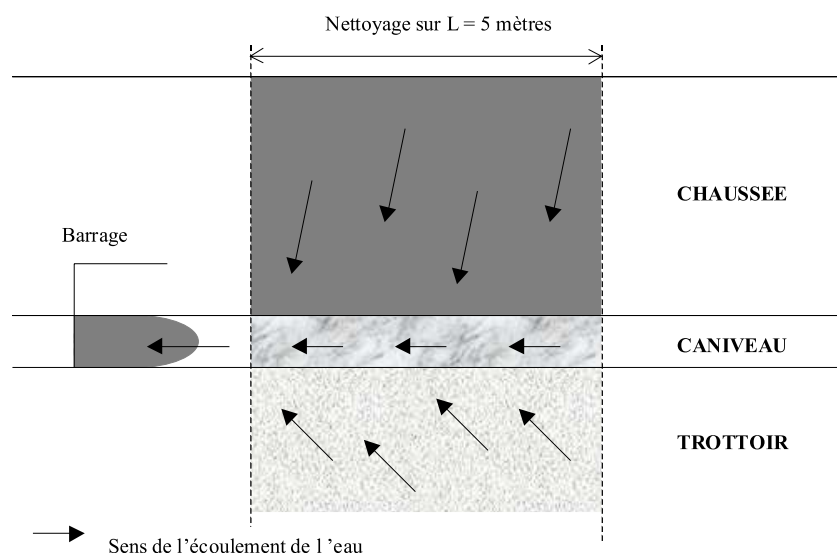 Nettoyage sur L = 5 mètres
CHAUSSEE
Barrage
CANIVEAU
TROTTOIR
Sens de l'écoulement de l 'eau